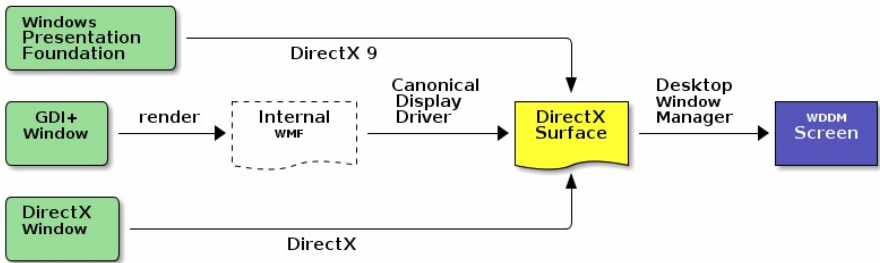 Windows
Presentation
Foundation
DirectX 9
GDI+
Window
render
Internal
WMF
Canonical
Display
Driver
DirectX
Surface
Desktop
Window
Manager
WDDM
Screen
DirectX
Window
DirectX